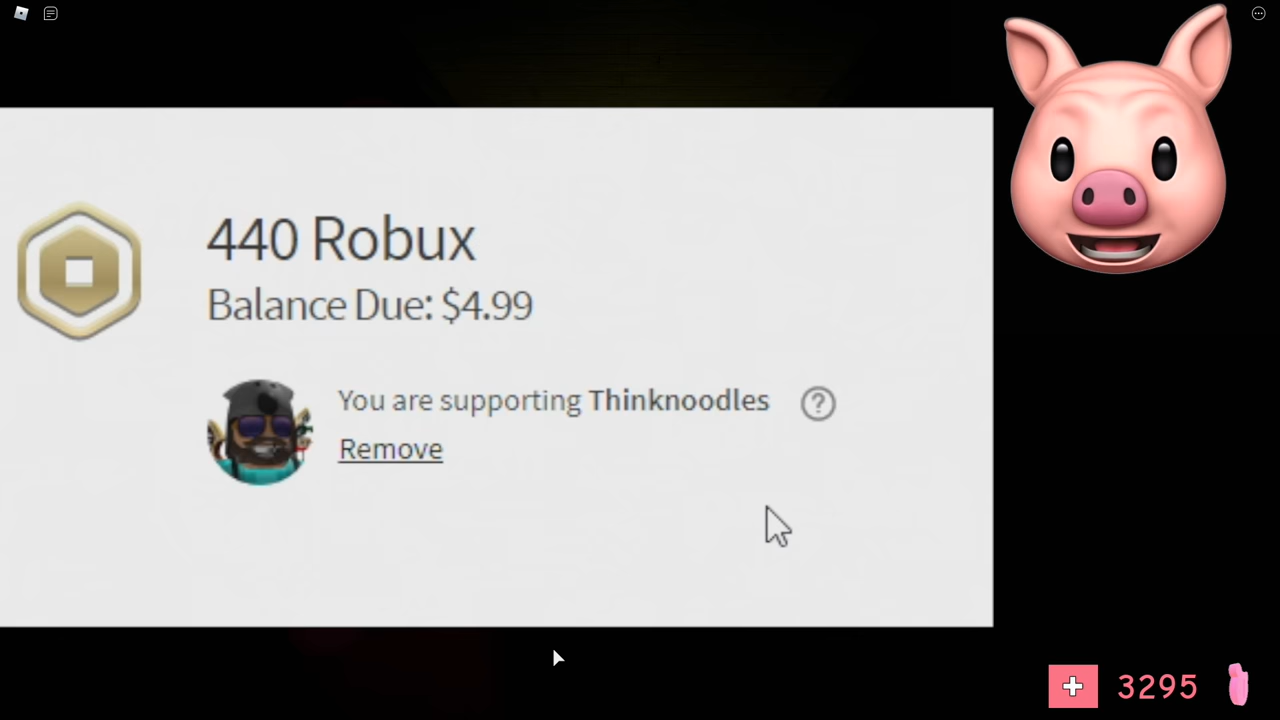 440 Robux
Balance Due: $4.99
You are supporting Thinknoodles
Remove
3295